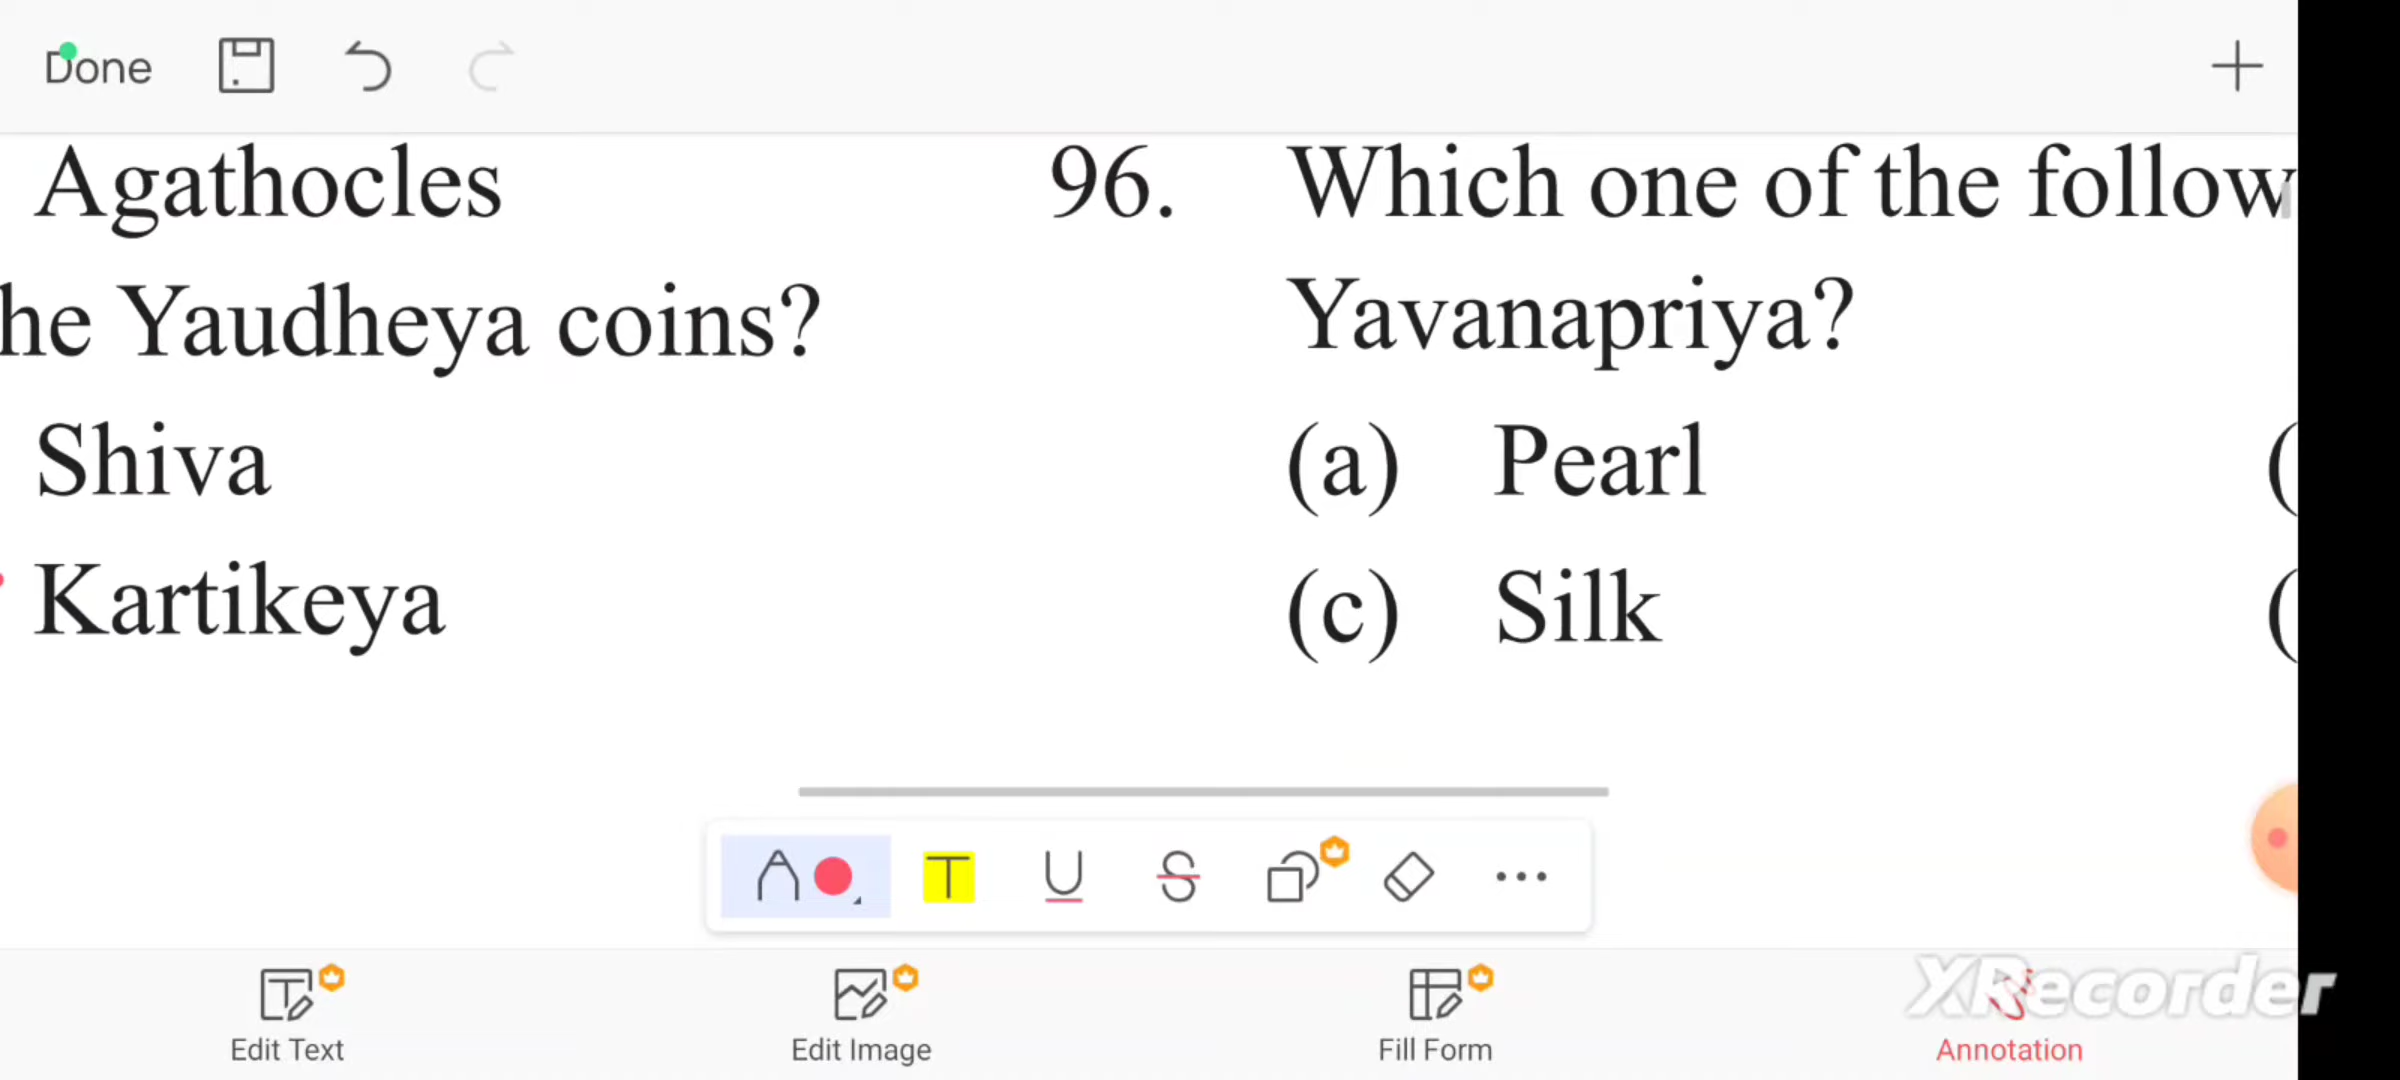 Done
Agathocles
he Yaudheya coins?
Shiva
Kartikeya
96. Which one of the follow
Yavanapriya?
(a) Pearl (
(c) Silk (
Edit Text
Edit Image
Fill Form
Annotation
XRecorder